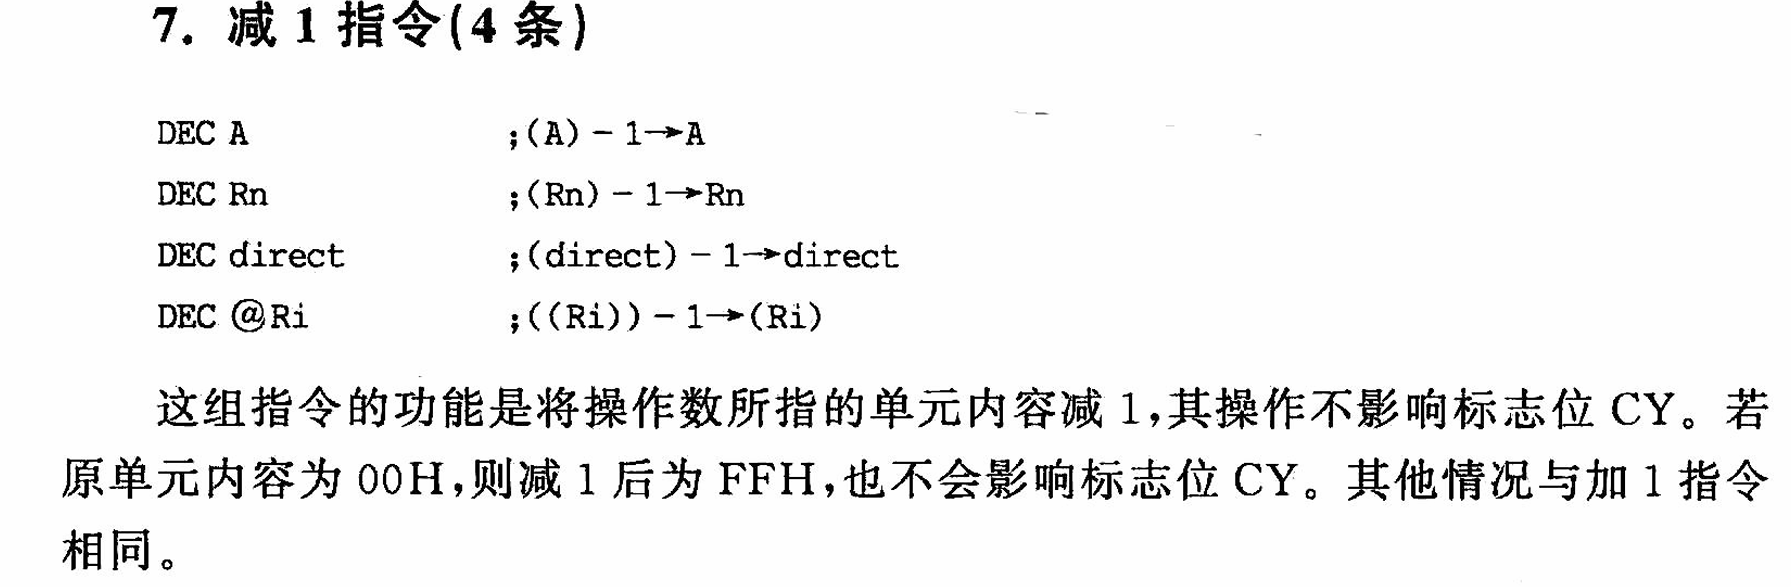 7. 减 1 指令(4 条)
DEC A ;(A) - 1→A
DEC Rn ;(Rn) - 1→Rn
DEC direct ;(direct) - 1→direct
DEC @Ri ;((Ri)) - 1→(Ri)
这组指令的功能是将操作数所指的单元内容减 1,其操作不影响标志位 CY。若
原单元内容为 00H,则减 1 后为 FFH,也不会影响标志位 CY。其他情况与加 1 指令
相同。